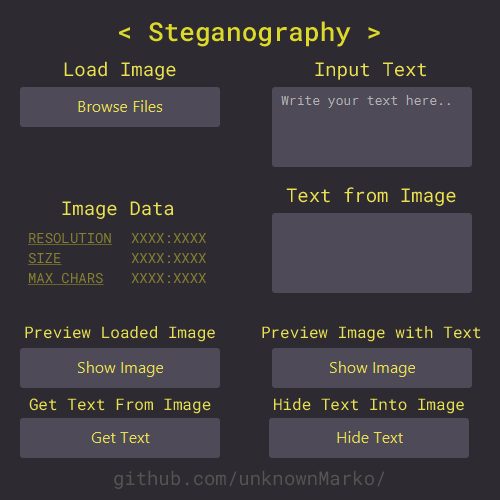 < Steganography >
Load Image
Browse Files
Input Text
Write your text here..
Image Data
RESOLUTION XXXX:XXXX
SIZE XXXX:XXXX
MAX CHARS XXXX:XXXX
Text from Image
Preview Loaded Image
Show Image
Preview Image with Text
Show Image
Get Text From Image
Get Text
Hide Text Into Image
Hide Text
github.com/unknownMarko/